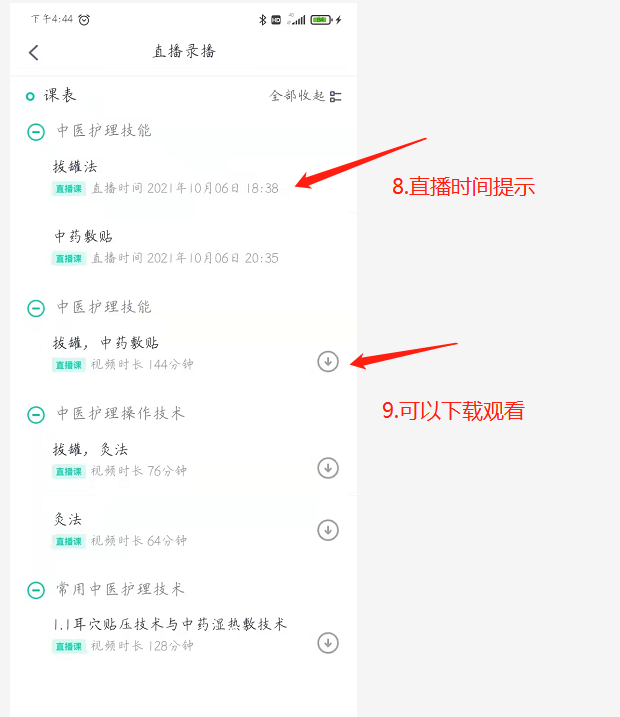 下午4:44
HD
4G
84
直播录播
课表
全部收起
中医护理技能
拔罐法
直播课 直播时间 2021年10月06日 18:38
8.直播时间提示
中药敷贴
直播课 直播时间 2021年10月06日 20:35
中医护理技能
拔罐，中药敷贴
直播课 视频时长 144分钟
9.可以下载观看
中医护理操作技术
拔罐，灸法
直播课 视频时长 76分钟
灸法
直播课 视频时长 64分钟
常用中医护理技术
1.1耳穴贴压技术与中药湿热敷技术
直播课 视频时长 128分钟